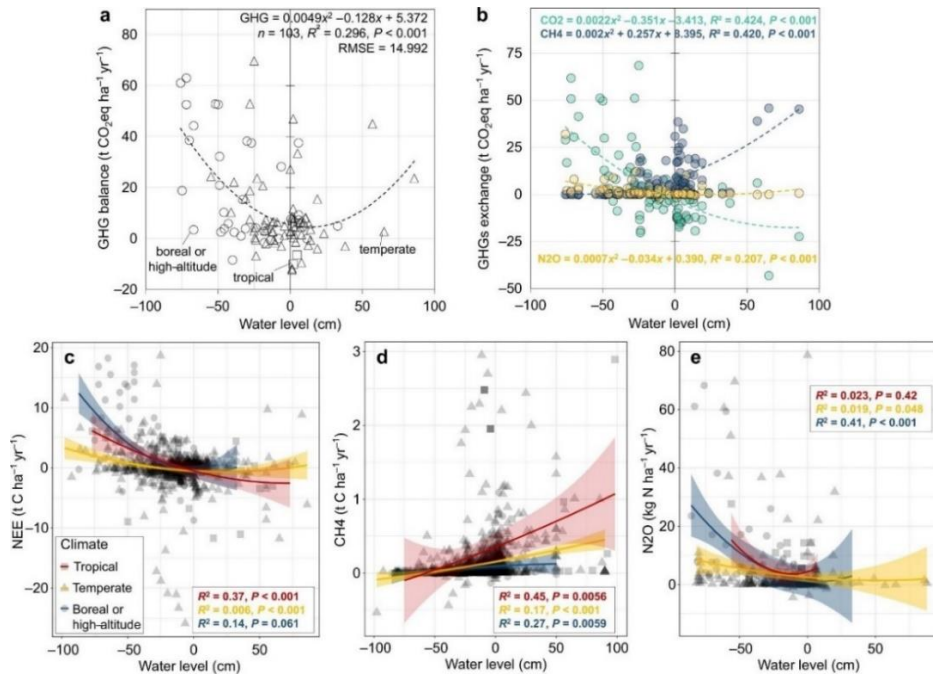 a
GHG = 0.0049x² −0.128x + 5.372
n = 103, R² = 0.296, P < 0.001
RMSE = 14.992
80
60
40
20
0
−20
GHG balance (t CO₂eq ha⁻¹ yr⁻¹)
boreal or
high-altitude
tropical
temperate
−100 −50 0 50 100
Water level (cm)
b
CO2 = 0.0022x² −0.351x −3.413, R² = 0.424, P < 0.001
CH4 = 0.002x² + 0.257x + 8.395, R² = 0.420, P < 0.001
75
50
25
0
−25
−50
GHGs exchange (t CO₂eq ha⁻¹ yr⁻¹)
N2O = 0.0007x² −0.034x + 0.390, R² = 0.207, P < 0.001
−100 −50 0 50 100
Water level (cm)
c
20
10
0
−10
−20
NEE (t C ha⁻¹ yr⁻¹)
Climate
Tropical
Temperate
Boreal or
high-altitude
R² = 0.37, P < 0.001
R² = 0.006, P < 0.001
R² = 0.14, P = 0.061
−100 −50 0 50
Water level (cm)
d
3
2
1
0
CH4 (t C ha⁻¹ yr⁻¹)
R² = 0.45, P = 0.0056
R² = 0.17, P < 0.001
R² = 0.27, P = 0.0059
−100 −50 0 50 100
Water level (cm)
e
80
60
40
20
0
N2O (kg N ha⁻¹ yr⁻¹)
R² = 0.023, P = 0.42
R² = 0.019, P = 0.048
R² = 0.41, P < 0.001
−50 0 50
Water level (cm)